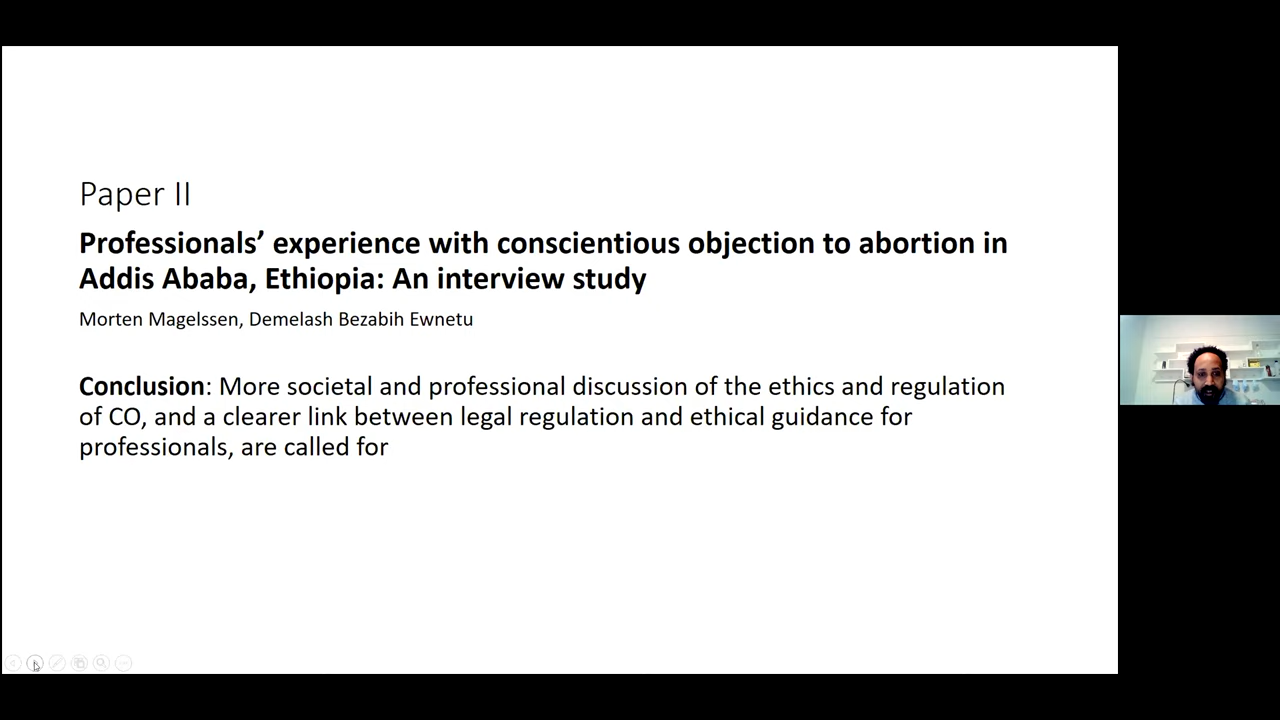 Paper II
Professionals’ experience with conscientious objection to abortion in
Addis Ababa, Ethiopia: An interview study
Morten Magelssen, Demelash Bezabih Ewnetu
Conclusion: More societal and professional discussion of the ethics and regulation
of CO, and a clearer link between legal regulation and ethical guidance for
professionals, are called for